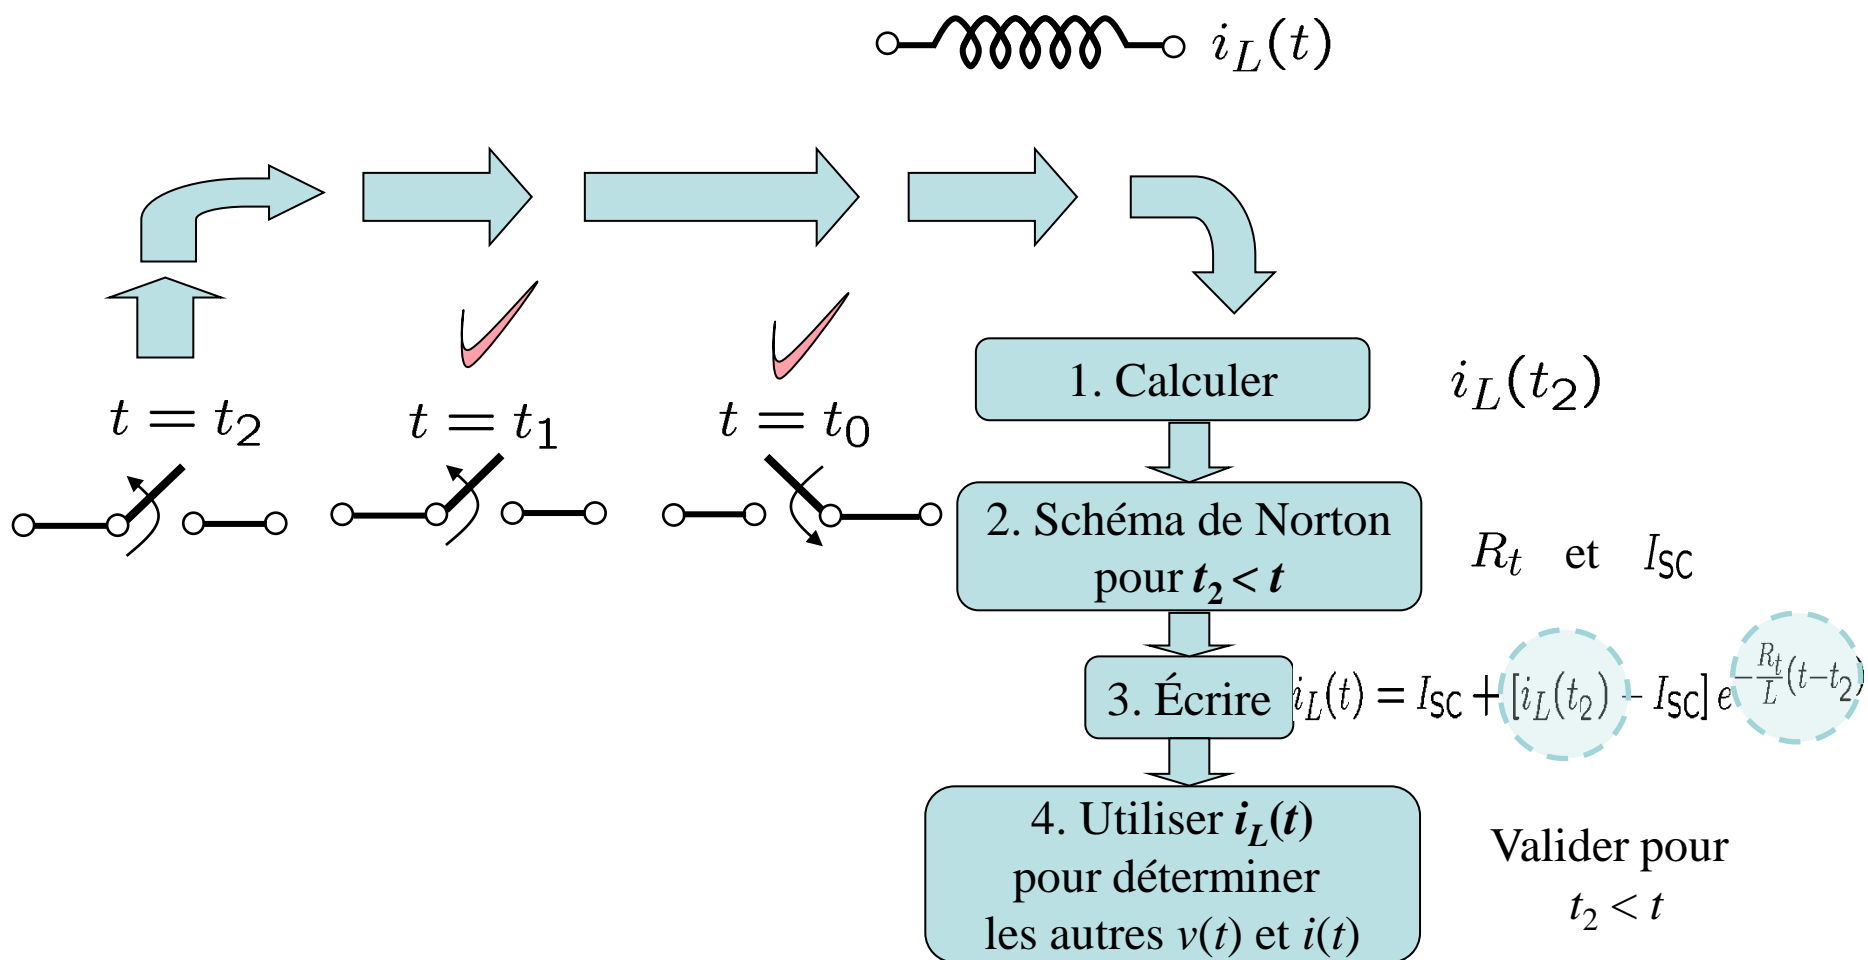 i_L(t)
t = t_2
t = t_1
t = t_0
1. Calculer
i_L(t_2)
2. Schéma de Norton
pour t_2 < t
R_t et I_SC
3. Écrire
i_L(t) = I_SC + [i_L(t_2) − I_SC] e^{−\frac{R_t}{L}(t−t_2)}
4. Utiliser i_L(t)
pour déterminer
les autres v(t) et i(t)
Valider pour
t_2 < t